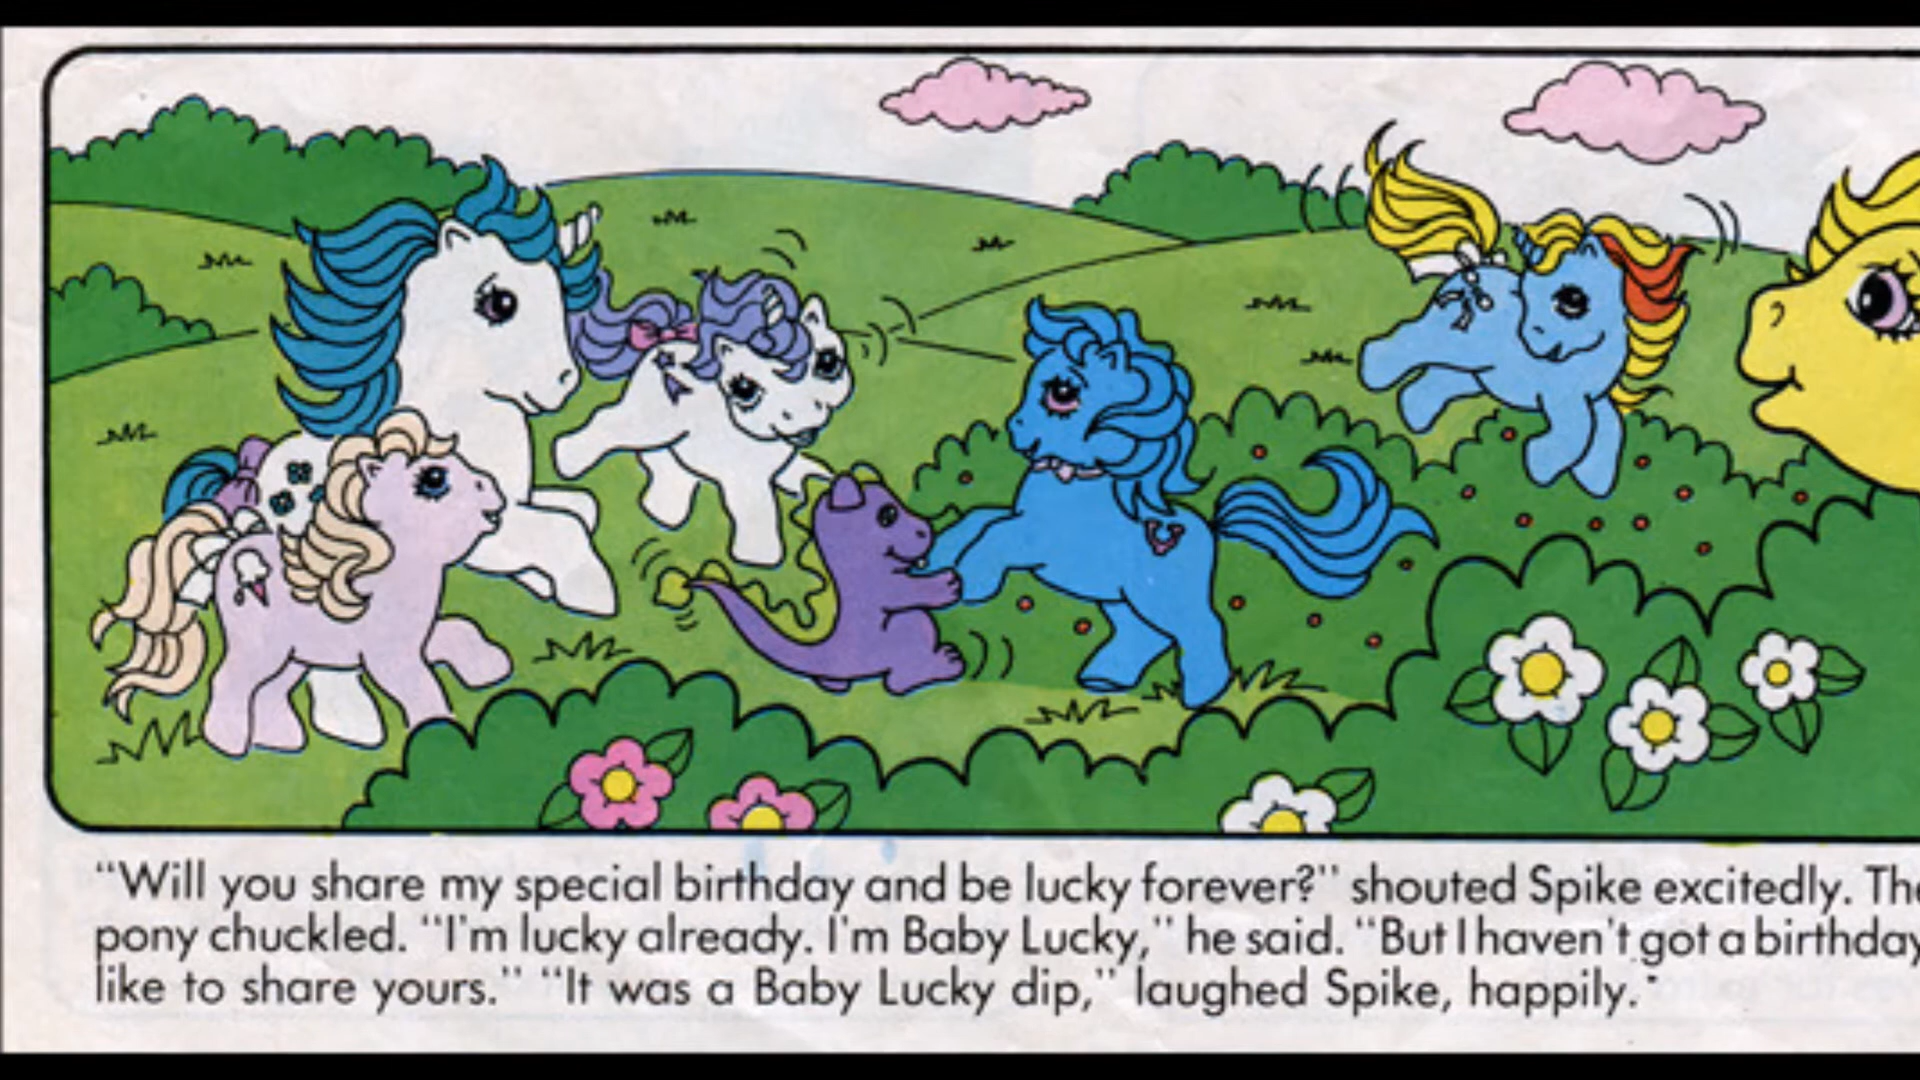 "Will you share my special birthday and be lucky forever?" shouted Spike excitedly. The
pony chuckled. "I'm lucky already. I'm Baby Lucky," he said. "But I haven't got a birthday
like to share yours." "It was a Baby Lucky dip," laughed Spike, happily.